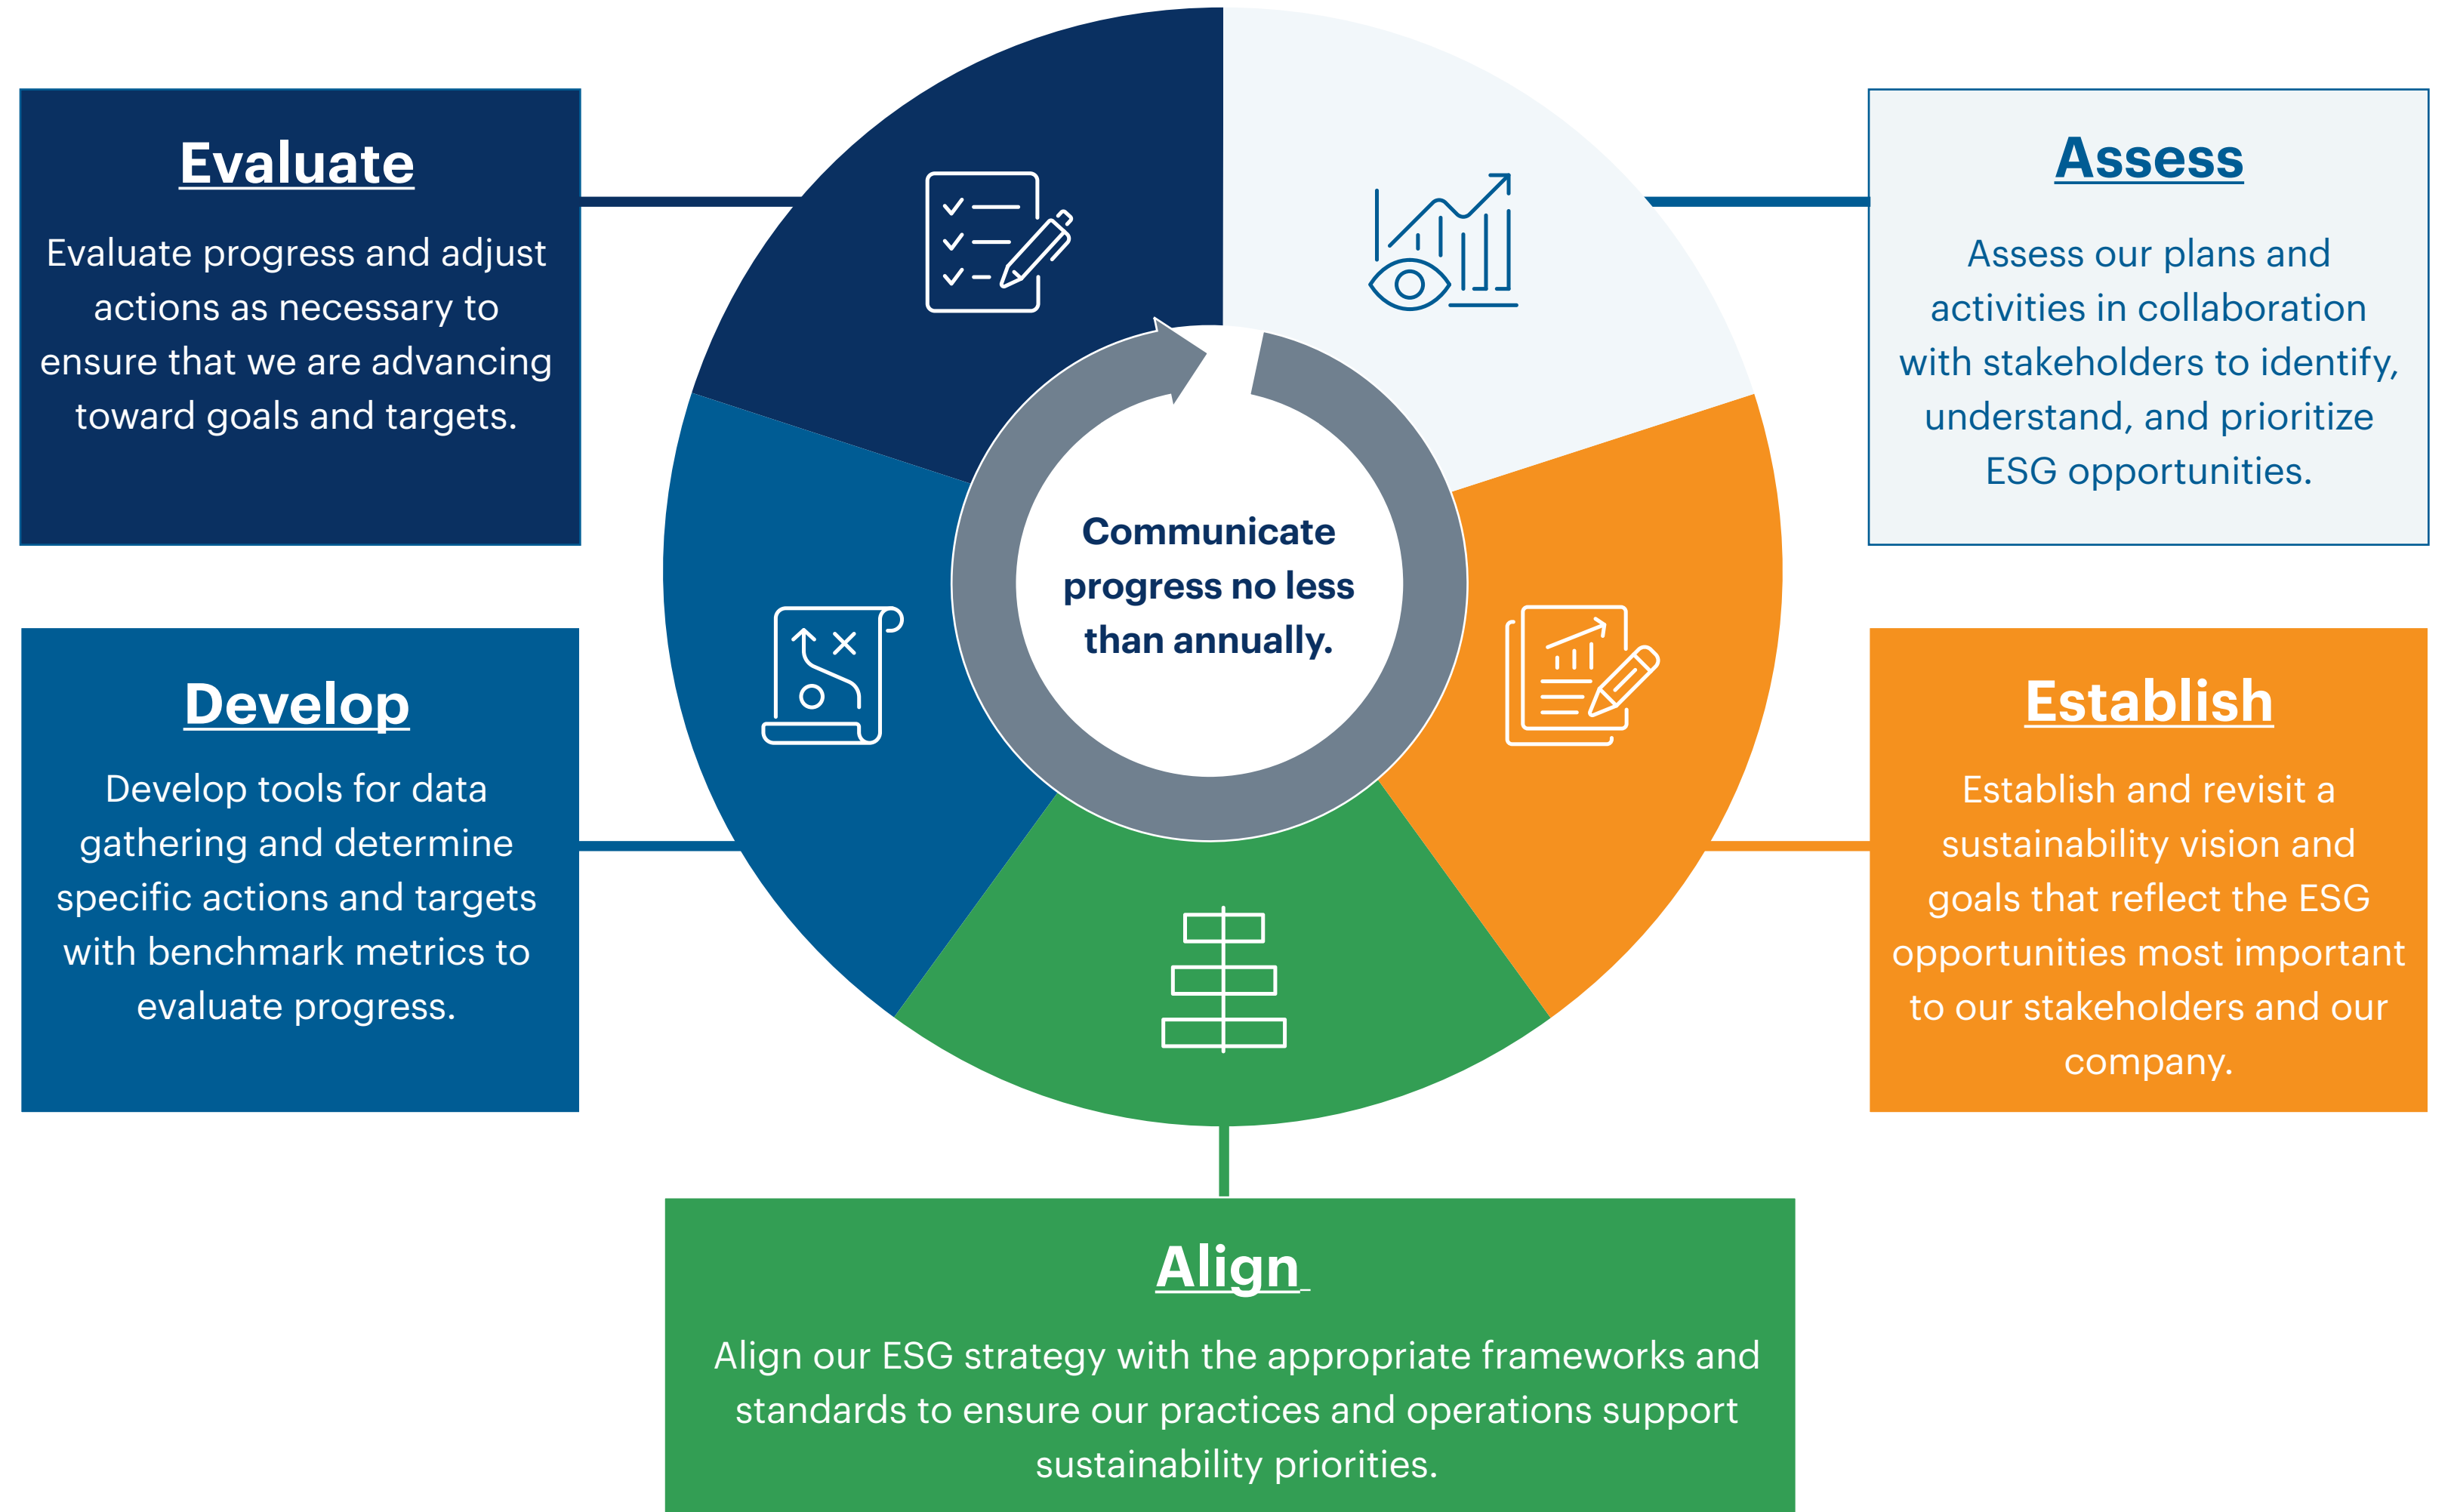 Evaluate
Evaluate progress and adjust
actions as necessary to
ensure that we are advancing
toward goals and targets.
Assess
Assess our plans and
activities in collaboration
with stakeholders to identify,
understand, and prioritize
ESG opportunities.
Communicate
progress no less
than annually.
Develop
Develop tools for data
gathering and determine
specific actions and targets
with benchmark metrics to
evaluate progress.
Establish
Establish and revisit a
sustainability vision and
goals that reflect the ESG
opportunities most important
to our stakeholders and our
company.
Align
Align our ESG strategy with the appropriate frameworks and
standards to ensure our practices and operations support
sustainability priorities.